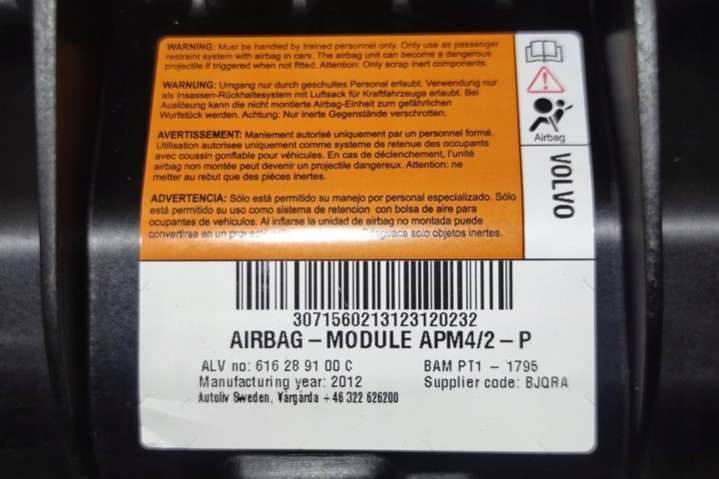 WARNING: Must be handled by trained personnel only. Only use as passenger
restraint system with airbag in cars. The airbag unit can become a dangerous
projectile if triggered when not fitted. Attention: Only scrap inert components.
WARNUNG: Umgang nur durch geschultes Personal erlaubt. Verwendung nur
als Insassen-Rückhaltesystem mit Luftsack für Kraftfahrzeuge erlaubt. Bei
Auslösung kann die nicht montierte Airbag-Einheit zum gefährlichen
Wurfstück werden. Achtung: Nur inerte Gegenstände verschrotten.
AVERTISSEMENT: Maniement autorisé uniquement par un personnel formé.
Utilisation autorisee uniquement comme systeme de retenue des occupants
avec coussin gonflable pour véhicules. En cas de déclenchement, l'unité
airbag non montée peut devenir un projectile dangereux. Attention: ne
metter au rebut que des pièces inertes.
ADVERTENCIA: Sólo está permitido su manejo por personal especializado. Sólo
está permitido su uso como sistema de retencion con bolsa de aire para
ocupantes de vehículos. Al inflarse la unidad de airbag no montada puede
convertirse en un solo objetos inertes.
Airbag
VOLVO
3071560213123120232
AIRBAG-MODULE APM4/2-P
ALV no: 616 28 91 00 C
BAM PT1 - 1795
Manufacturing year: 2012
Supplier code: BJQRA
Autoliv Sweden, Vårgårda +46 322 626200